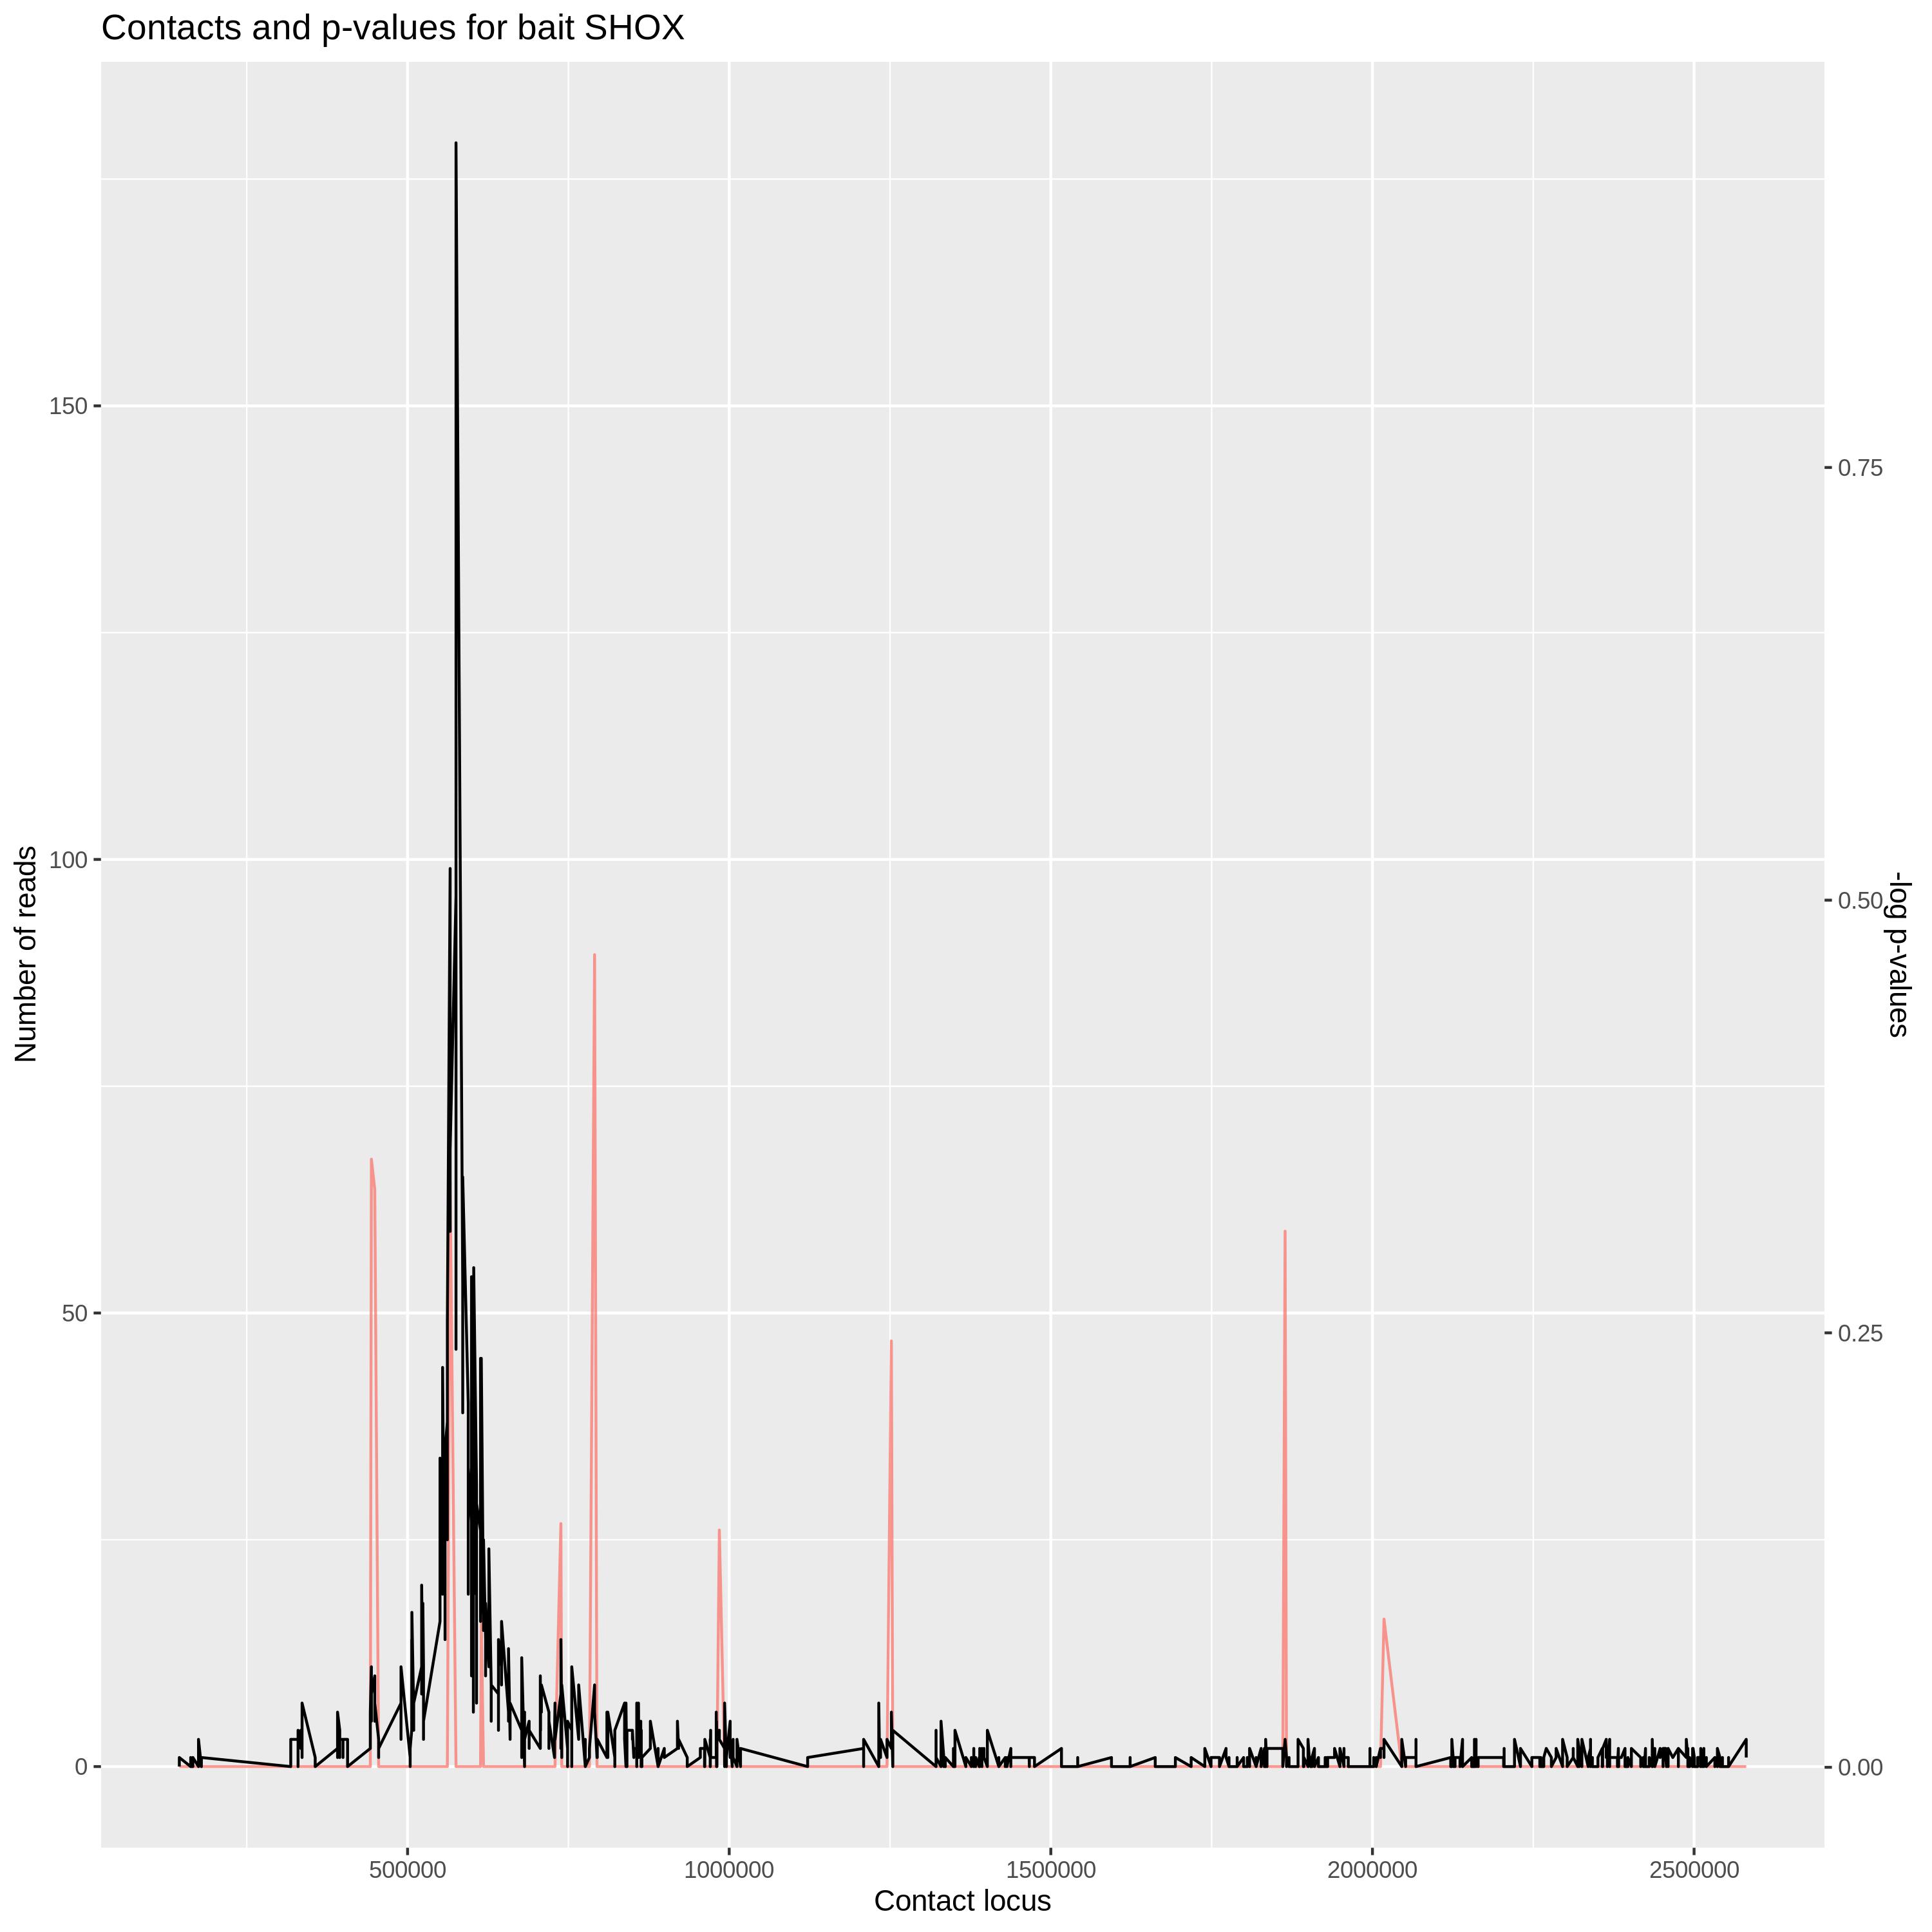 Contacts and p-values for bait SHOX
150
100
50
0
Number of reads
0.75
0.50
0.25
0.00
-log p-values
500000 1000000 1500000 2000000 2500000
Contact locus